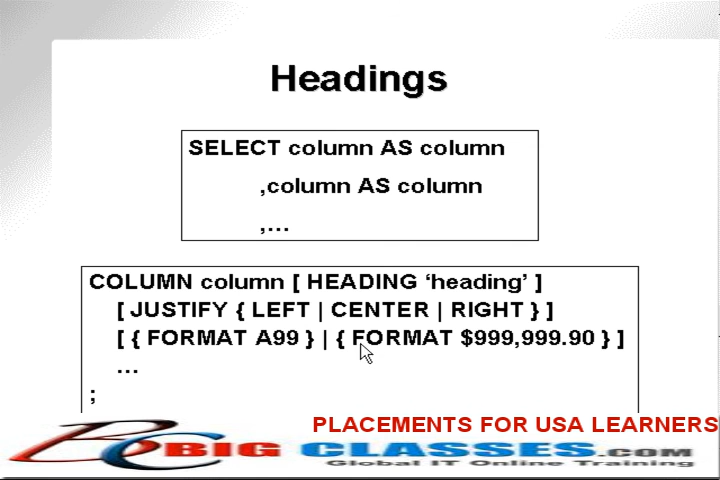 Headings
SELECT column AS column
,column AS column
,…
COLUMN column [ HEADING ‘heading’ ]
[ JUSTIFY { LEFT | CENTER | RIGHT } ]
[ { FORMAT A99 } | { FORMAT $999,999.90 } ]
…
;
PLACEMENTS FOR USA LEARNERS
BIG CLASSES.COM
Global IT Online Training